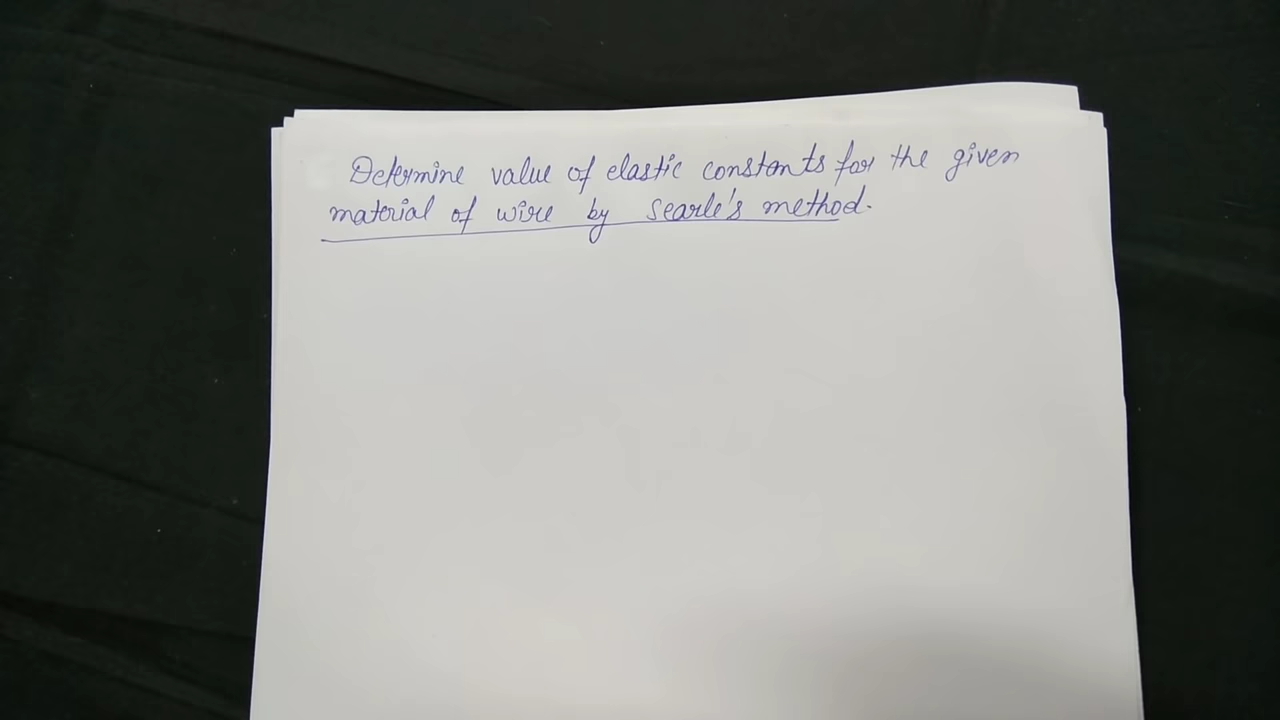 Determine value of elastic constants for the given
material of wire by Searle's method.